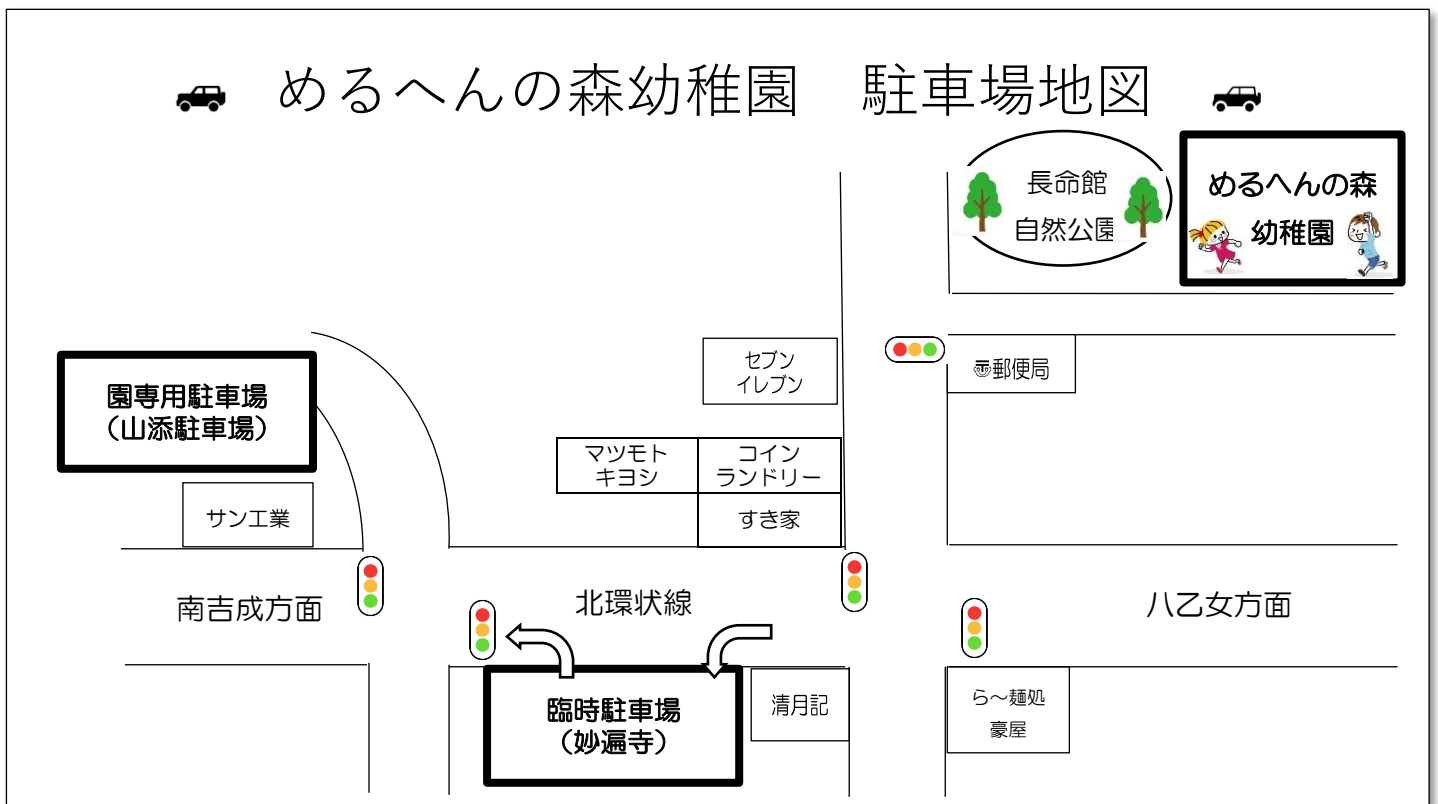 めるへんの森幼稚園　駐車場地図
長命館
自然公園
めるへんの森
幼稚園
セブン
イレブン
〠郵便局
園専用駐車場
（山添駐車場）
マツモト
キヨシ
コイン
ランドリー
サン工業
すき家
南吉成方面
北環状線
八乙女方面
臨時駐車場
（妙遍寺）
清月記
ら～麺処
豪屋